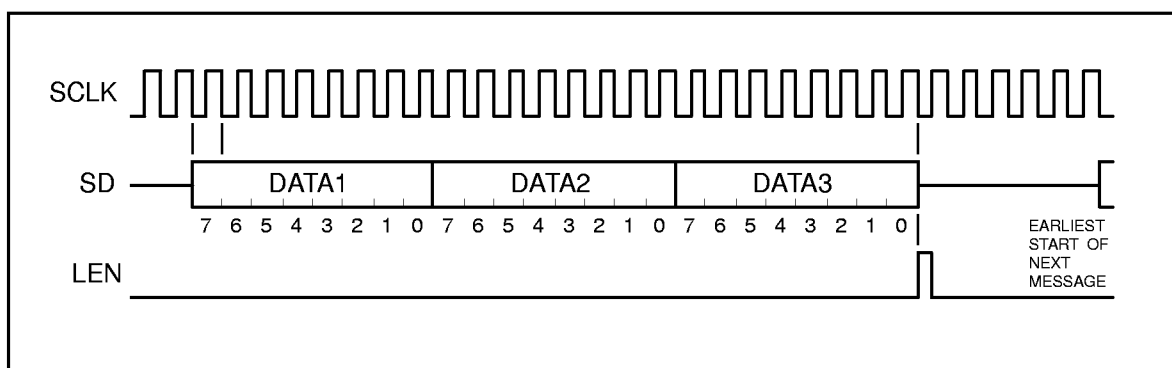 SCLK
SD
DATA1 DATA2 DATA3
7 6 5 4 3 2 1 0 7 6 5 4 3 2 1 0 7 6 5 4 3 2 1 0
LEN
EARLIEST
START OF
NEXT
MESSAGE